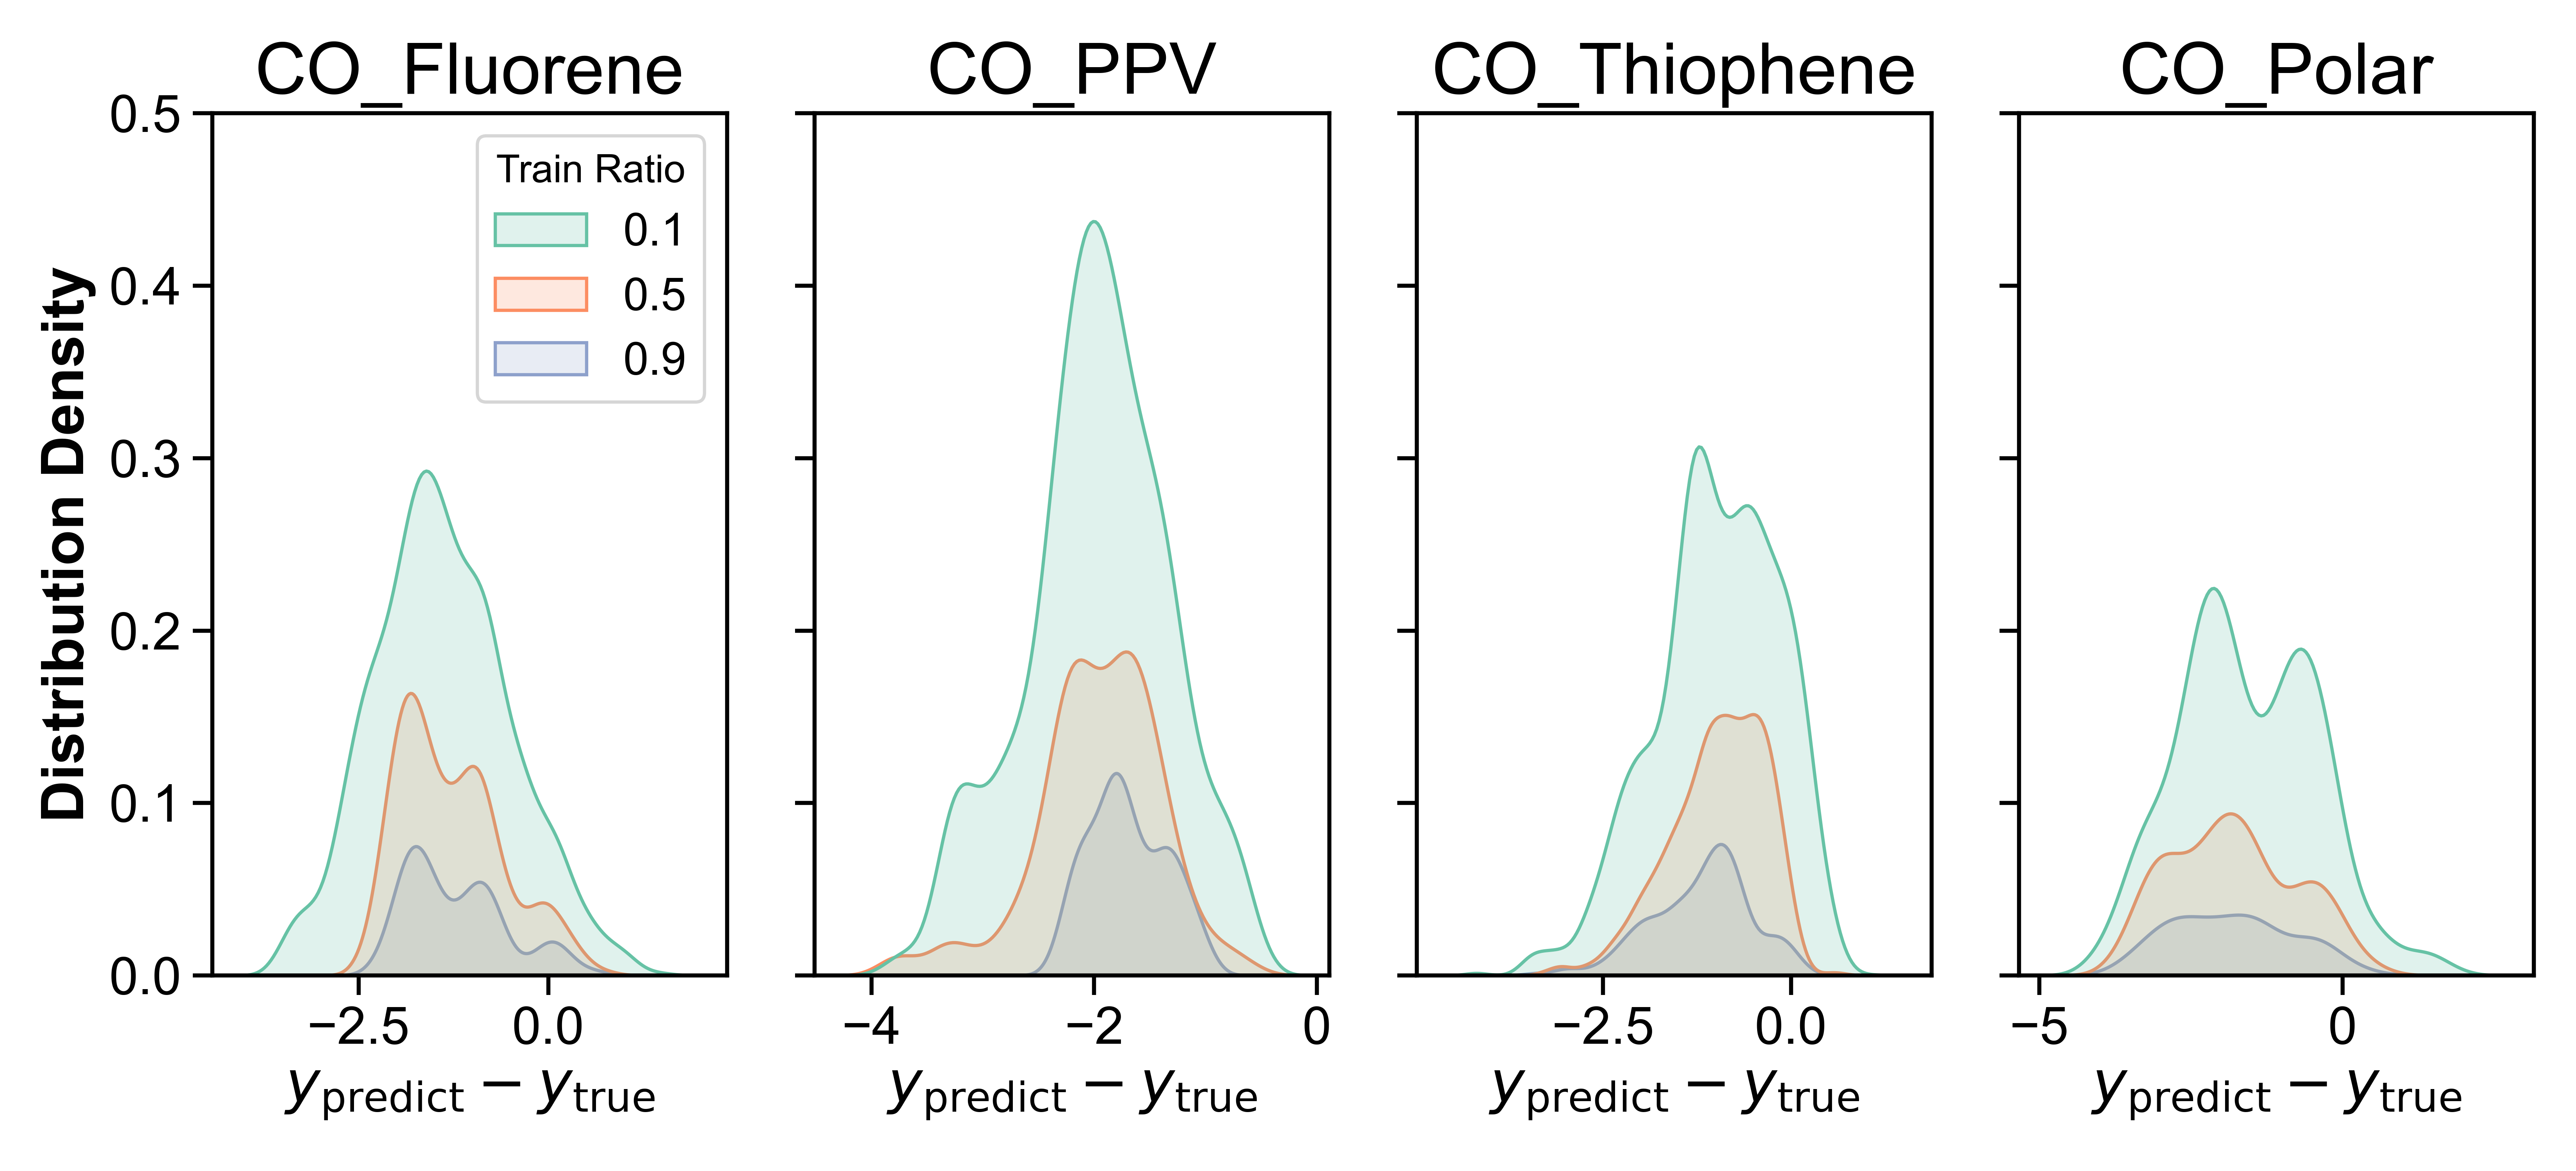 CO_Fluorene
CO_PPV
CO_Thiophene
CO_Polar
Distribution Density
0.5
0.4
0.3
0.2
0.1
0.0
Train Ratio
0.1
0.5
0.9
−2.5 0.0
−4 −2 0
−2.5 0.0
−5 0
y_predict − y_true
y_predict − y_true
y_predict − y_true
y_predict − y_true